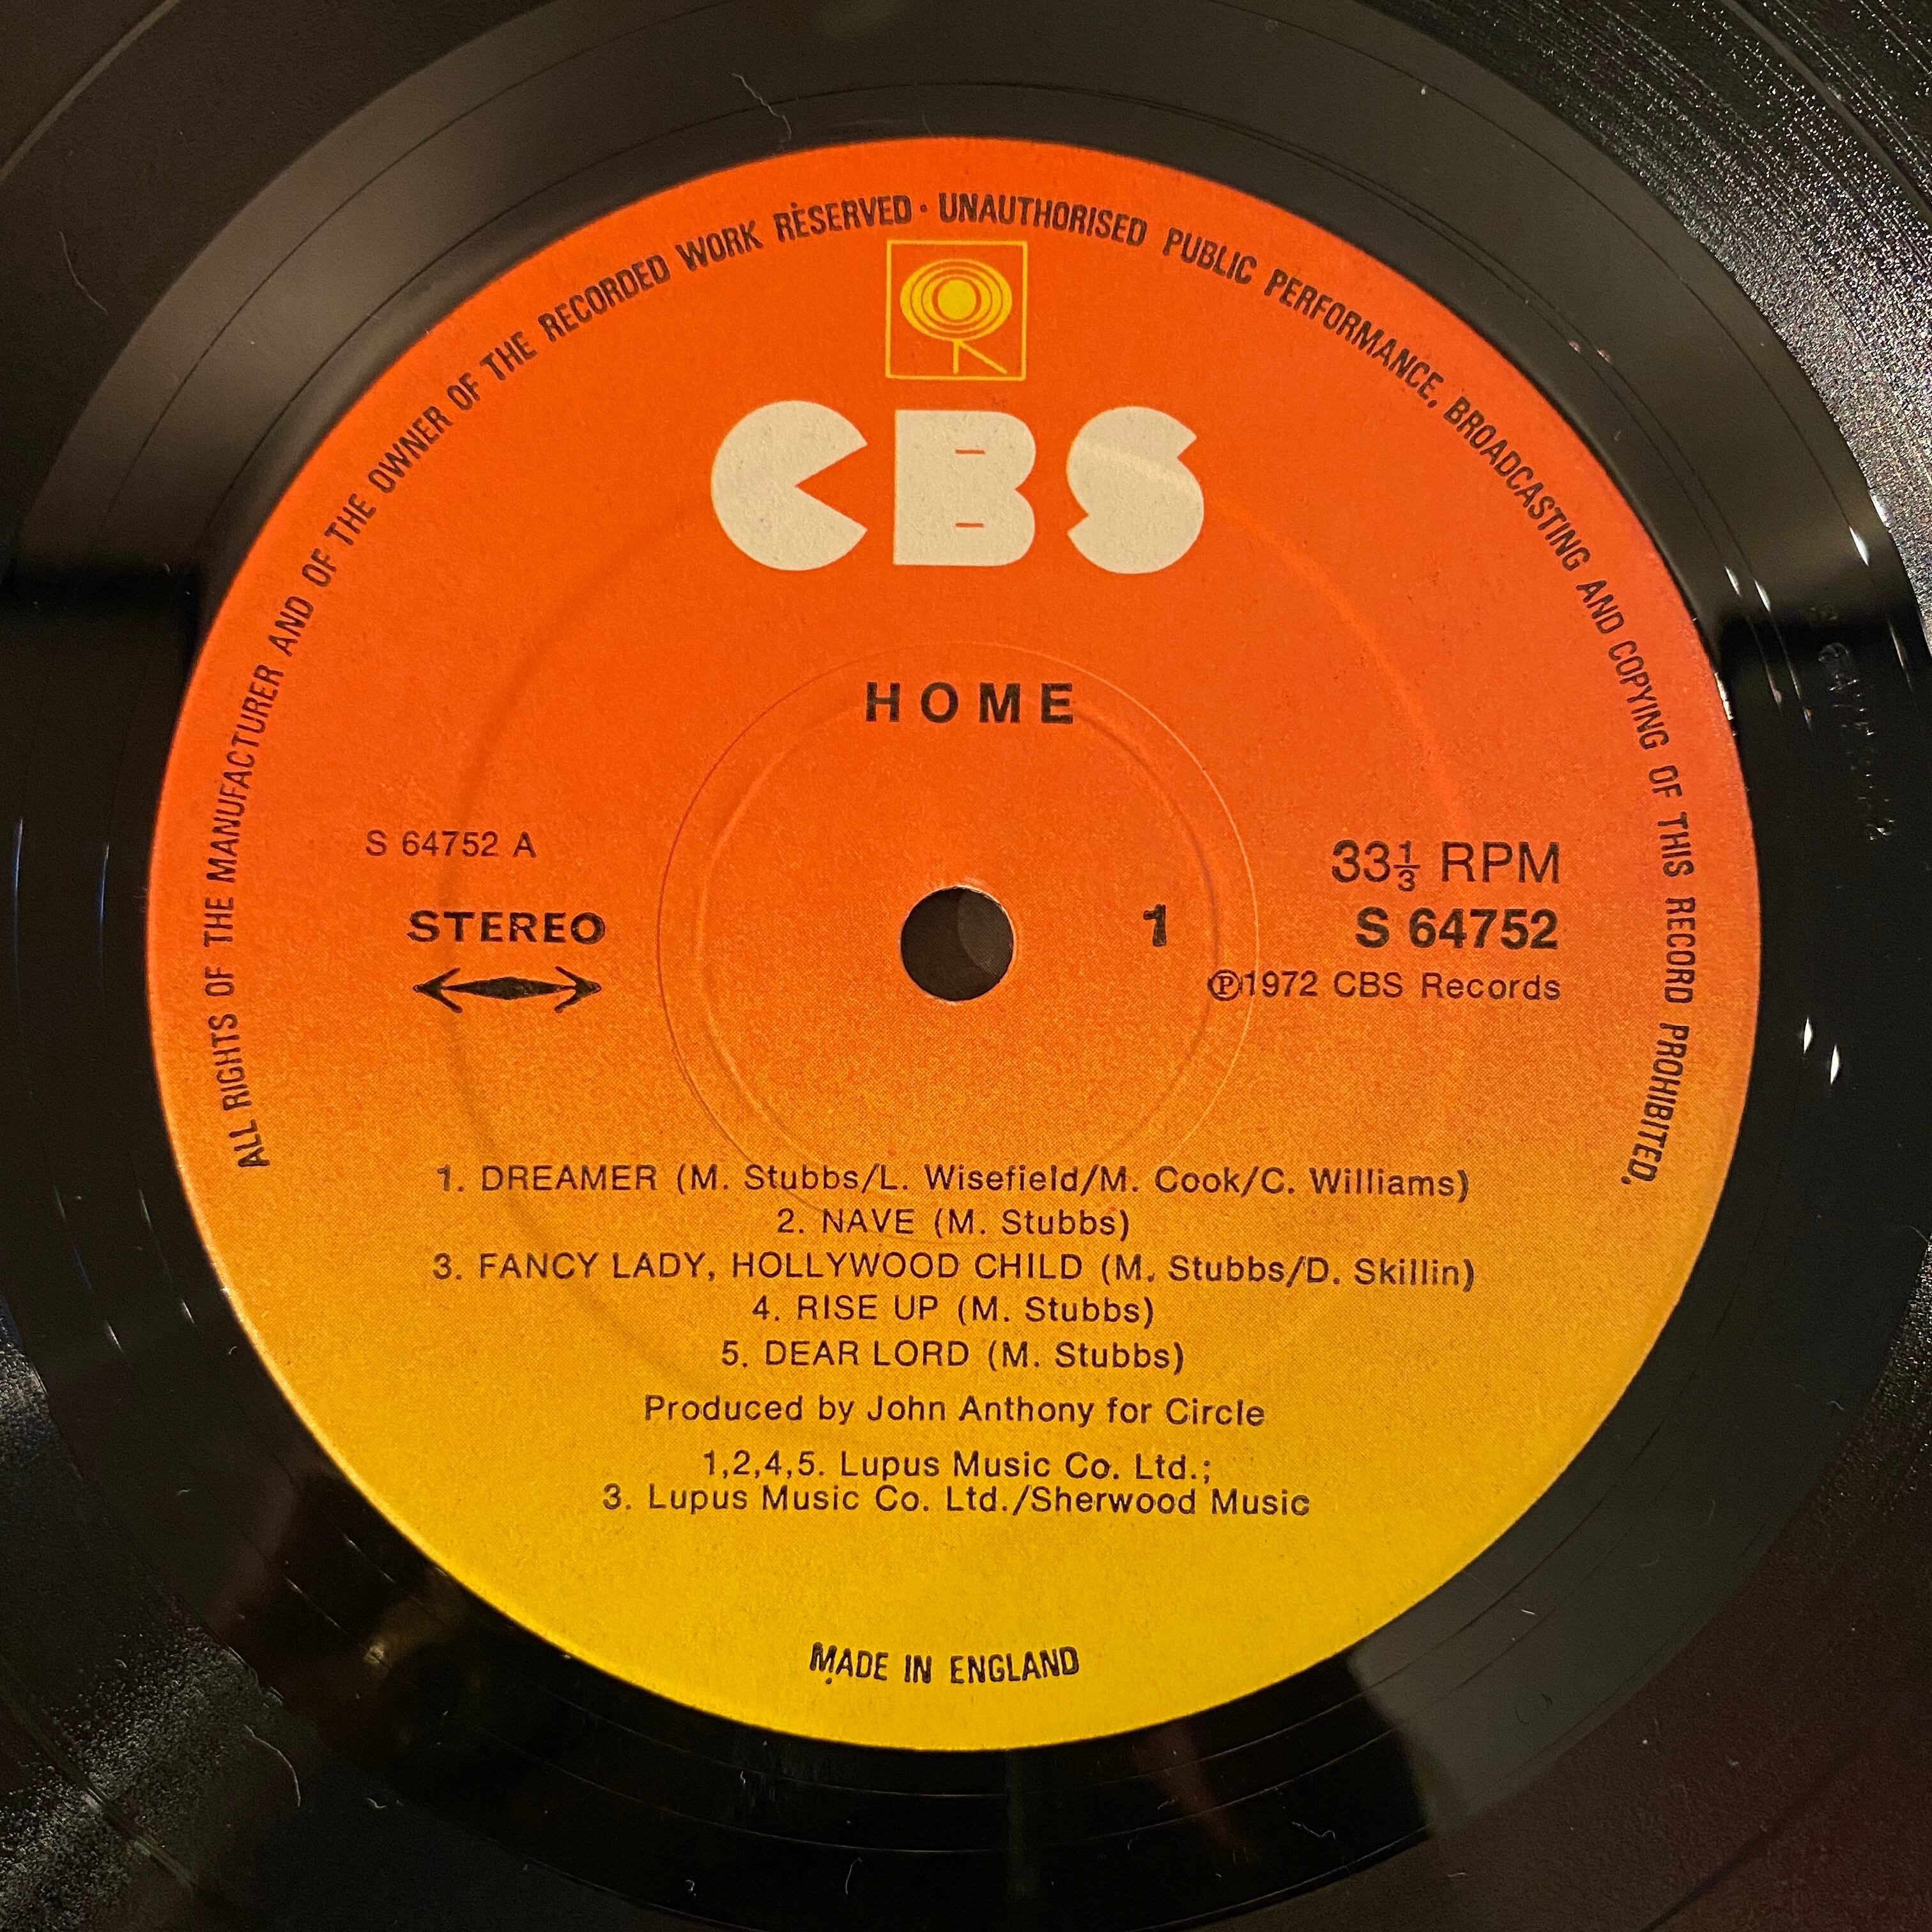 ALL RIGHTS OF THE MANUFACTURER AND OF THE OWNER OF THE RECORDED WORK RESERVED · UNAUTHORISED PUBLIC PERFORMANCE, BROADCASTING AND COPYING OF THIS RECORD PROHIBITED.
CBS
HOME
S 64752 A
STEREO
1
33⅓ RPM
S 64752
℗1972 CBS Records
1. DREAMER (M. Stubbs/L. Wisefield/M. Cook/C. Williams)
2. NAVE (M. Stubbs)
3. FANCY LADY, HOLLYWOOD CHILD (M. Stubbs/D. Skillin)
4. RISE UP (M. Stubbs)
5. DEAR LORD (M. Stubbs)
Produced by John Anthony for Circle
1,2,4,5. Lupus Music Co. Ltd.;
3. Lupus Music Co. Ltd./Sherwood Music
MADE IN ENGLAND